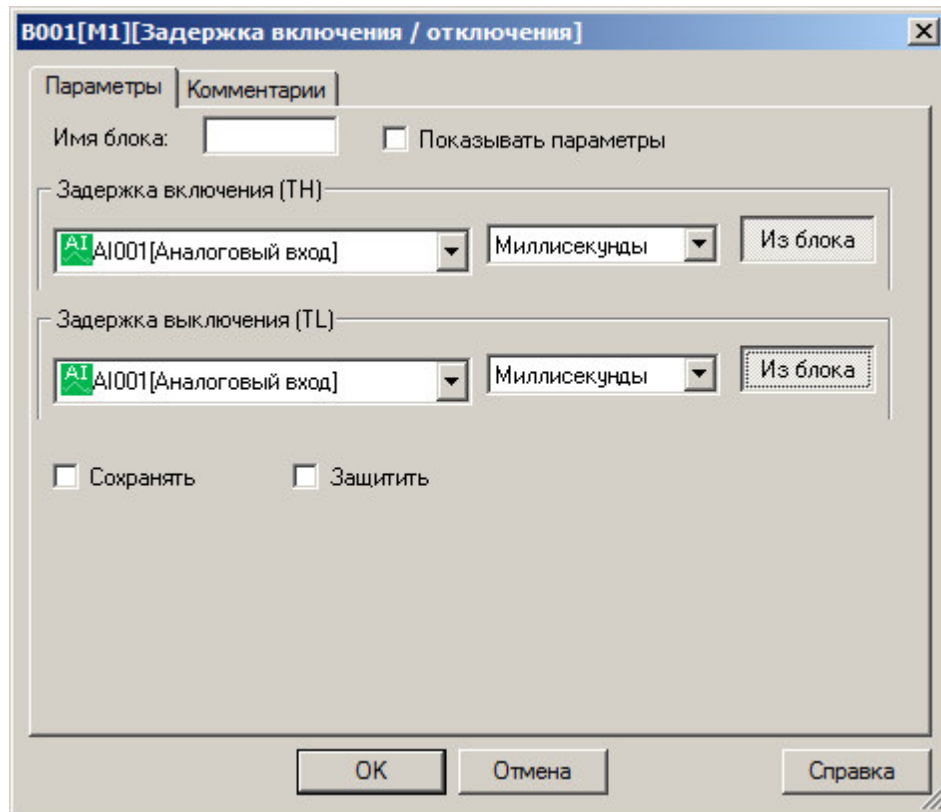 B001[M1][Задержка включения / отключения]
Параметры Комментарии
Имя блока: Показывать параметры
Задержка включения (TH)
AI AI001[Аналоговый вход] Миллисекунды Из блока
Задержка выключения (TL)
AI AI001[Аналоговый вход] Миллисекунды Из блока
Сохранять Защитить
OK Отмена Справка